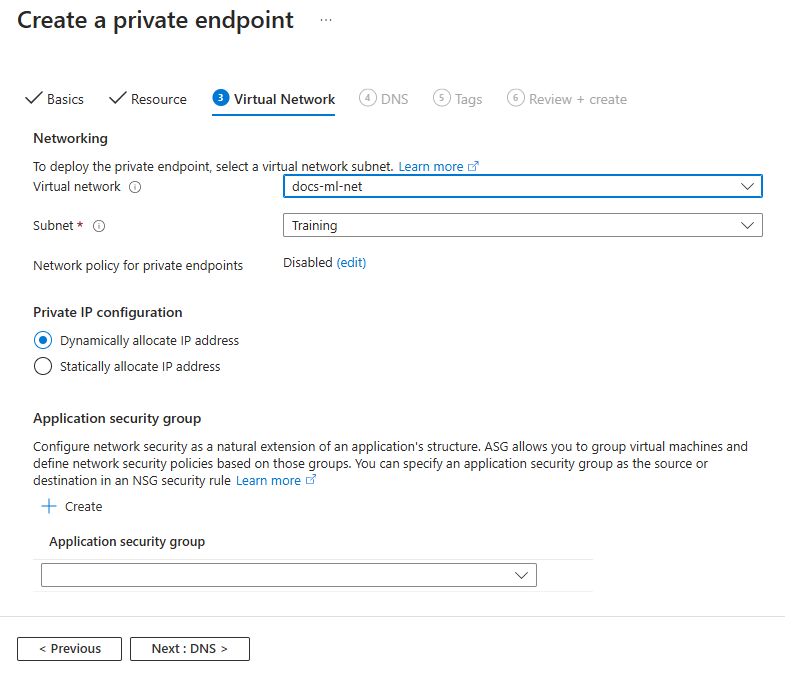 Create a private endpoint ...
Basics Resource 3 Virtual Network 4 DNS 5 Tags 6 Review + create
Networking
To deploy the private endpoint, select a virtual network subnet. Learn more
Virtual network docs-ml-net
Subnet * Training
Network policy for private endpoints Disabled (edit)
Private IP configuration
Dynamically allocate IP address
Statically allocate IP address
Application security group
Configure network security as a natural extension of an application's structure. ASG allows you to group virtual machines and
define network security policies based on those groups. You can specify an application security group as the source or
destination in an NSG security rule Learn more
+ Create
Application security group
< Previous Next : DNS >